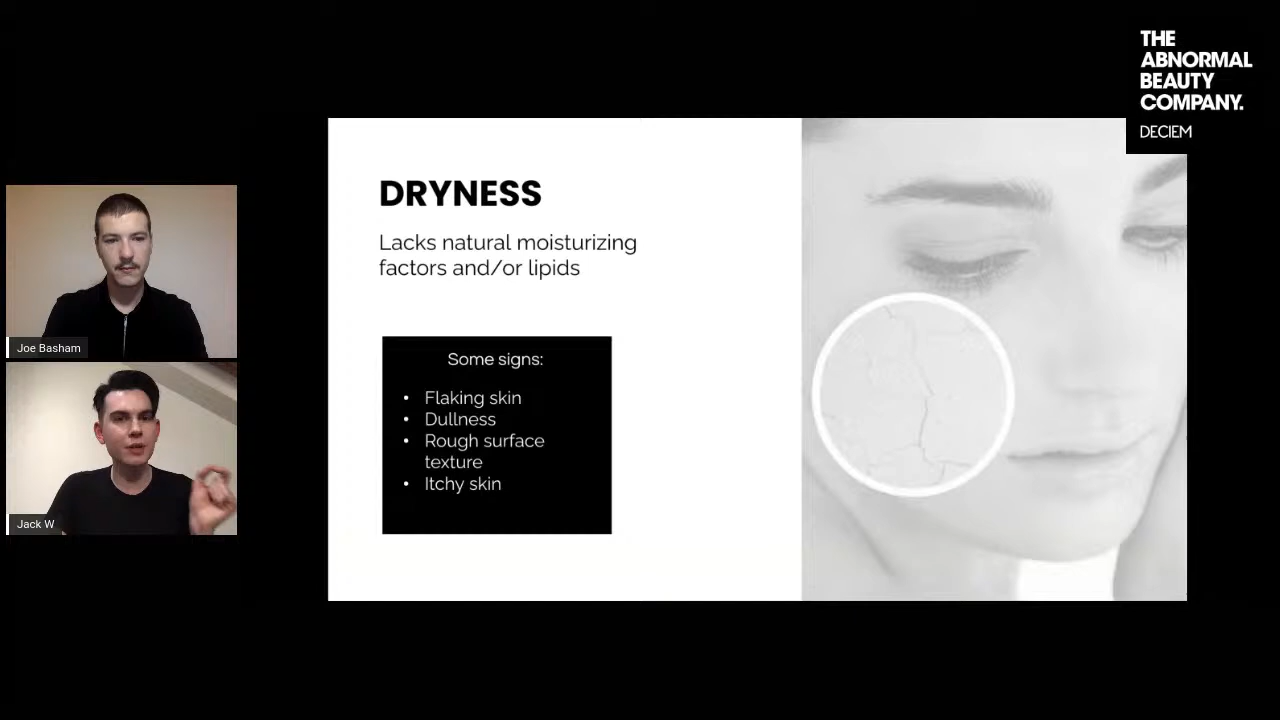 THE
ABNORMAL
BEAUTY
COMPANY.
DECIEM
DRYNESS
Lacks natural moisturizing
factors and/or lipids
Some signs:
• Flaking skin
• Dullness
• Rough surface
texture
• Itchy skin
Joe Basham
Jack W